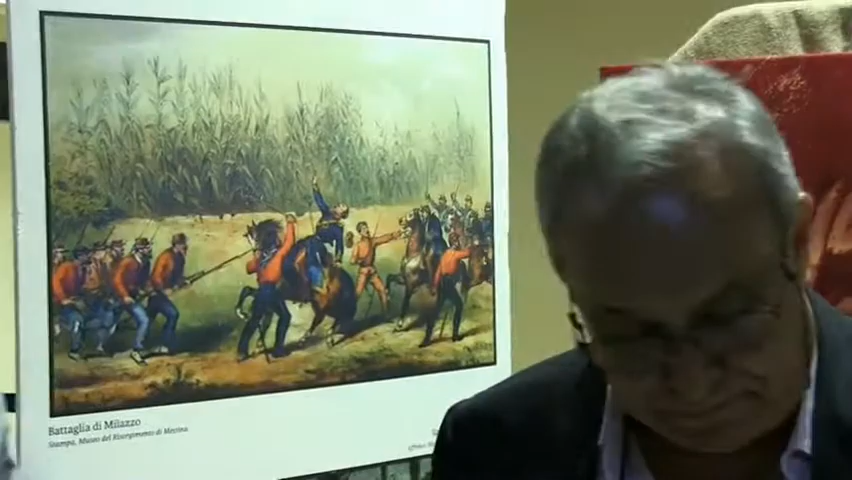 Battaglia di Milazzo
Stampa, Museo del Risorgimento di Messina